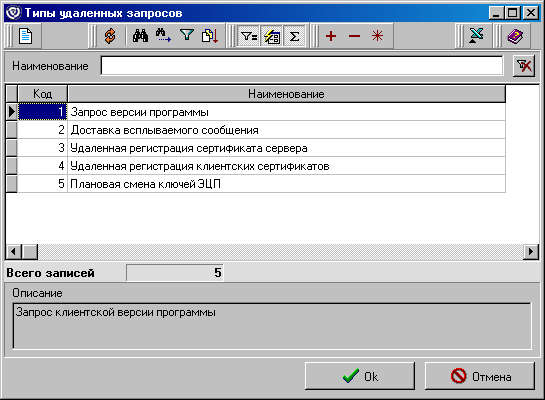 Типы удаленных запросов
Наименование
Код Наименование
1 Запрос версии программы
2 Доставка всплываемого сообщения
3 Удаленная регистрация сертификата сервера
4 Удаленная регистрация клиентских сертификатов
5 Плановая смена ключей ЭЦП
Всего записей 5
Описание
Запрос клиентской версии программы
Ok Отмена